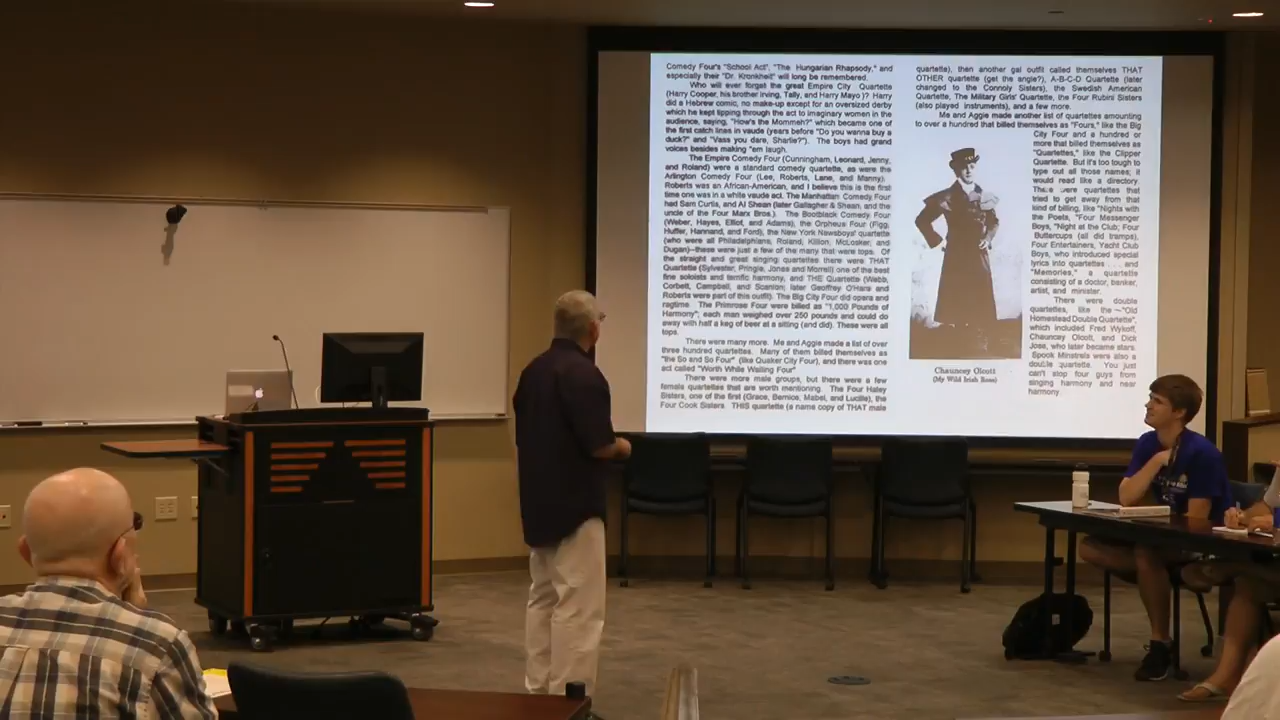 Comedy Four's "School Act", "The Hungarian Rhapsody," and
especially their "Dr. Kronkheit" will long be remembered.
Who will ever forget the great Empire City Quartet
(Harry Cooper, his brother Irving, Tally, and Harry Mayo)? Harry
did a Hebrew comic, no make-up except for an oversized derby
which he kept tipping through the act to imaginary women in the
audience, saying, "How's the Mommeh?" which became one of
the first catch lines in vaude (years before "Do you wanna buy a
duck?" and "Vass you dare, Sharlie?"). The boys had grand
voices besides making "em laugh.
The Empire Comedy Four (Cunningham, Leonard, Jenny,
and Roland) were a standard comedy quartet, as were the
Arlington Comedy Four (Lee, Roberts, Lane, and Manny).
Roberts was an African-American, and I believe this is the first
time one was in a white vaude act. The Manhattan Comedy Four
had Sam Curtis, and Al Shean (later Gallagher & Shean, and the
uncle of the Four Marx Bros.). The Bootblack Comedy Four
(Weber, Hayes, Elliot, and Adams), the Orpheus Four (Figg,
Huffer, Hannand, and Ford), the New York Newsboys' quartette
(who were all Philadelphians, Roland, Killion, McLosker, and
Dugan)—these were just a few of the many that were tops. Of
the straight and great singing quartettes there were THAT
Quartette (Sylvester, Pringle, Jones and Morrell) one of the best
fine soloists and terrific harmony, and THE Quartette (Webb,
Corbett, Campbell, and Scanlon; later Geoffrey O'Hara and
Roberts were part of this outfit). The Big City Four did opera and
ragtime. The Primrose Four were billed as "1,000 Pounds of
Harmony"; each man weighed over 250 pounds and could do
away with half a keg of beer at a sitting (and did). These were all
tops.
There were many more. Me and Aggie made a list of over
three hundred quartettes. Many of them billed themselves as
"the So and So Four" (like Quaker City Four), and there was one
act called "Worth While Waiting Four"
There were more male groups, but there were a few
female quartettes that are worth mentioning. The Four Haley
Sisters, one of the first (Grace, Bernice, Mabel, and Lucille), the
Four Cook Sisters THIS quartette (a name copy of THAT male
quartette), then another gal outfit called themselves THAT
OTHER quartette (get the angle?), A-B-C-D Quartette (later
changed to the Connoly Sisters), the Swedish American
Quartette, The Military Girls' Quartette, the Four Rubini Sisters
(also played instruments), and a few more.
Me and Aggie made another list of quartettes amounting
to over a hundred that billed themselves as "Fours," like the Big
City Four and a hundred or
more that billed themselves as
"Quartettes," like the Clipper
Quartette. But it's too tough to
type out all those names; it
would read like a directory.
There were quartettes that
tried to get away from that
kind of billing, like "Nights with
the Poets, "Four Messenger
Boys, "Night at the Club; Four
Buttercups (all did tramps),
Four Entertainers, Yacht Club
Boys, who introduced special
lyrics into quartettes . . . and
"Memories," a quartette
consisting of a doctor, banker,
artist, and minister.
There were double
quartettes, like the "Old
Homestead Double Quartette",
which included Fred Wykoff,
Chauncey Olcott, and Dick
Jose, who later became stars.
Spook Minstrels were also a
double quartette. You just
can't stop four guys from
singing harmony and near
harmony.
Chauncey Olcott
(My Wild Irish Rose)